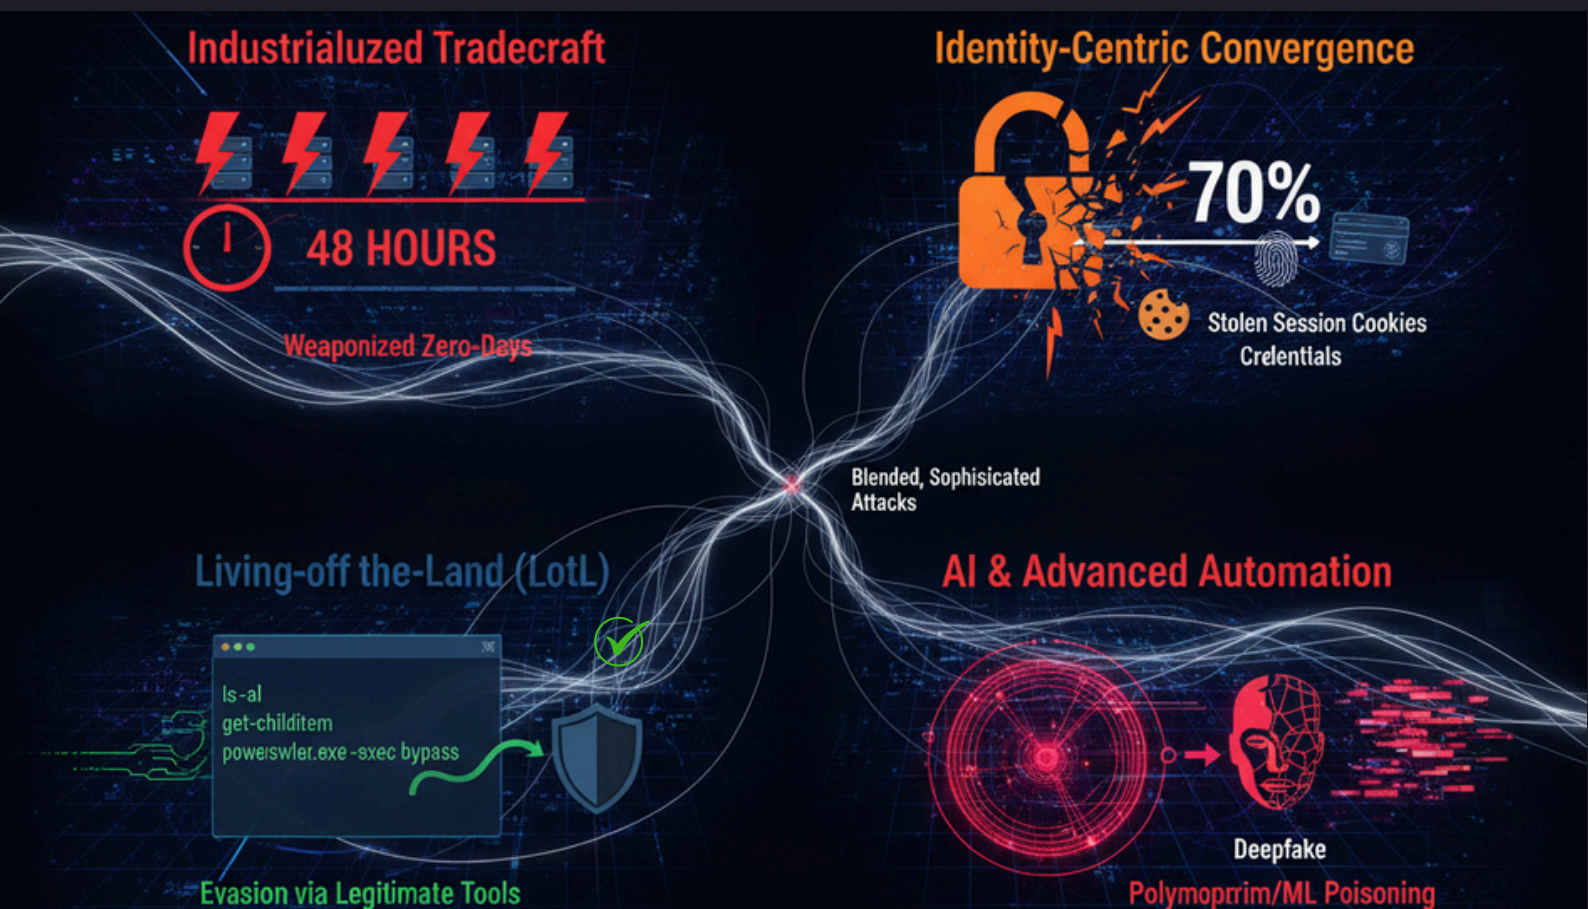 Industrialuzed Tradecraft
48 HOURS
Weaponized Zero-Days
Identity-Centric Convergence
70%
Stolen Session Cookies
Crelentials
Blended, Sophisicated
Attacks
Living-off the-Land (LotL)
ls-al
get-childitem
powerswler.exe-sxec bypass
Evasion via Legitimate Tools
AI & Advanced Automation
Deepfake
Polymoprrim/ML Poisoning